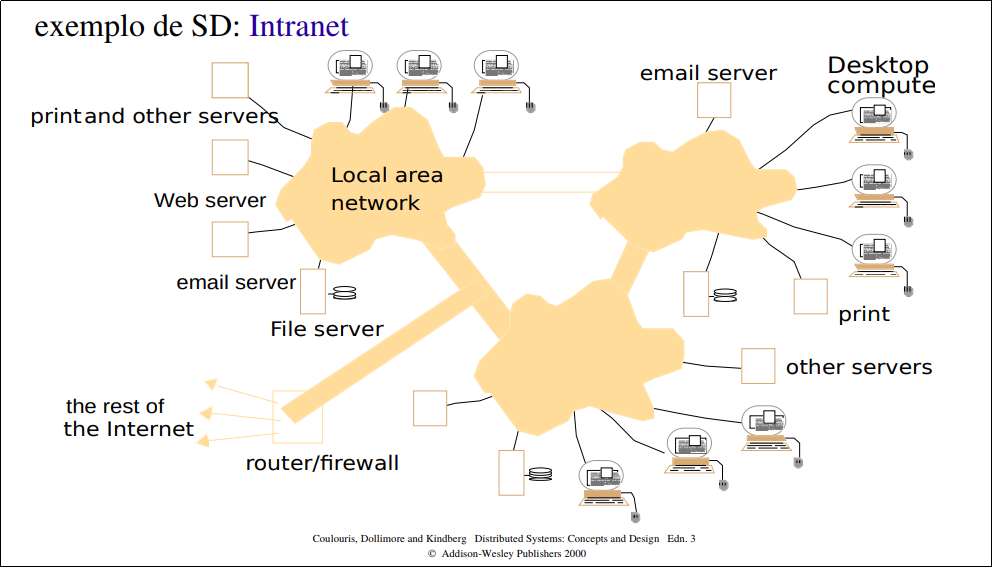 exemplo de SD: Intranet
email server
Desktop
compute
print and other servers
Local area
network
Web server
email server
File server
print
other servers
the rest of
the Internet
router/firewall
Coulouris, Dollimore and Kindberg Distributed Systems: Concepts and Design Edn. 3
© Addison-Wesley Publishers 2000